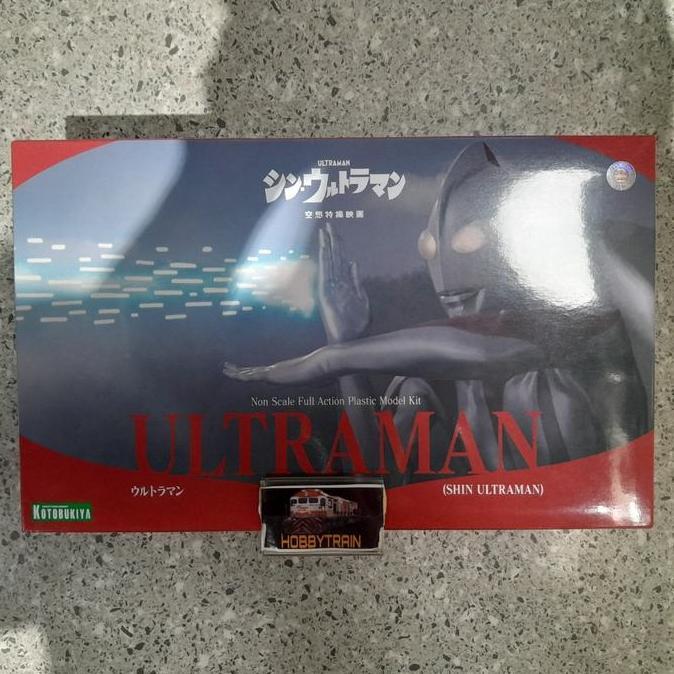 ULTRAMAN
シン・ウルトラマン
空想特撮映画
Non Scale Full Action Plastic Model Kit
ULTRAMAN
ウルトラマン
(SHIN ULTRAMAN)
KOTOBUKIYA
HOBBYTRAIN